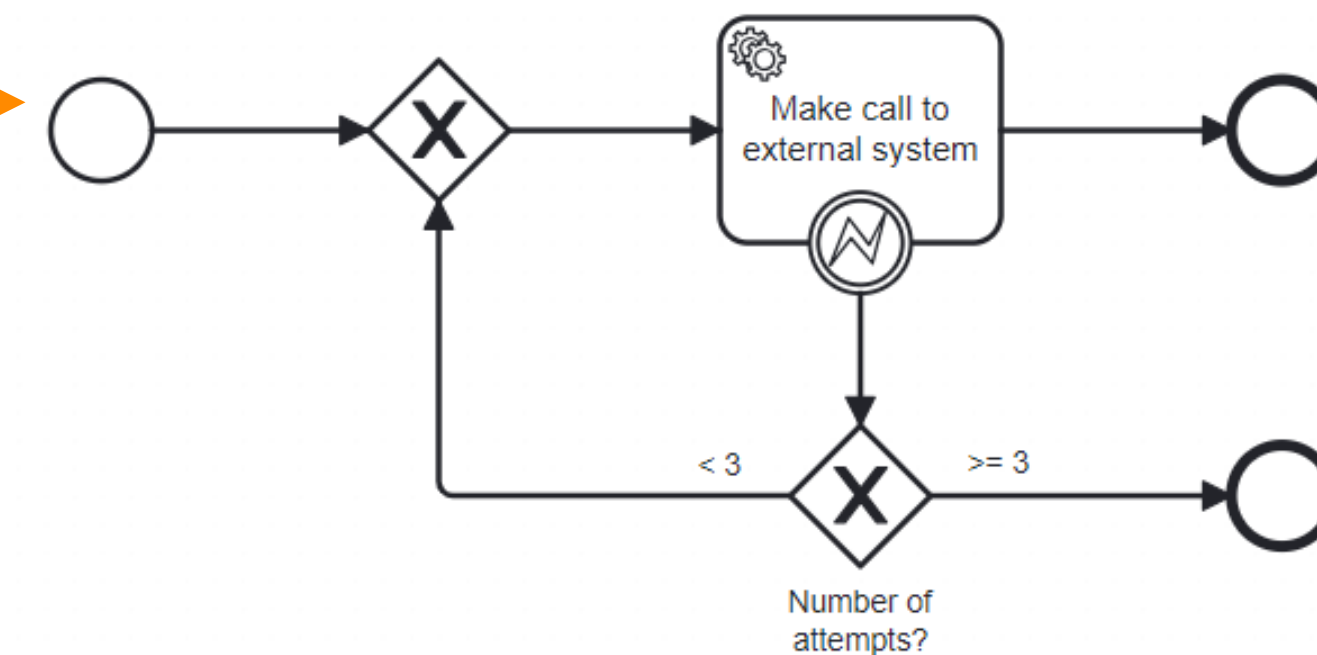 Make call to
external system
< 3
>= 3
Number of
attempts?